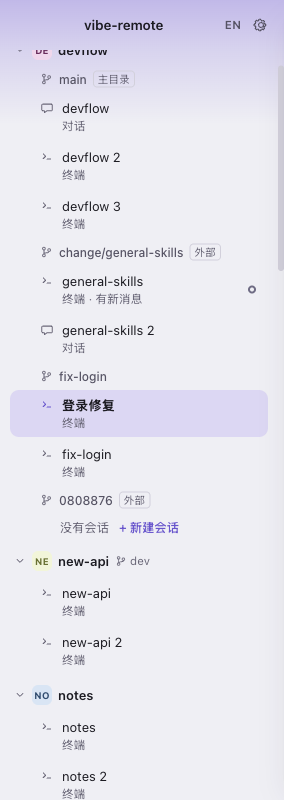 vibe-remote EN
DE devflow
main 主目录
devflow
对话
devflow 2
终端
devflow 3
终端
change/general-skills 外部
general-skills
终端 · 有新消息
general-skills 2
对话
fix-login
登录修复
终端
fix-login
终端
0808876 外部
没有会话 + 新建会话
NE new-api dev
new-api
终端
new-api 2
终端
NO notes
notes
终端
notes 2
终端